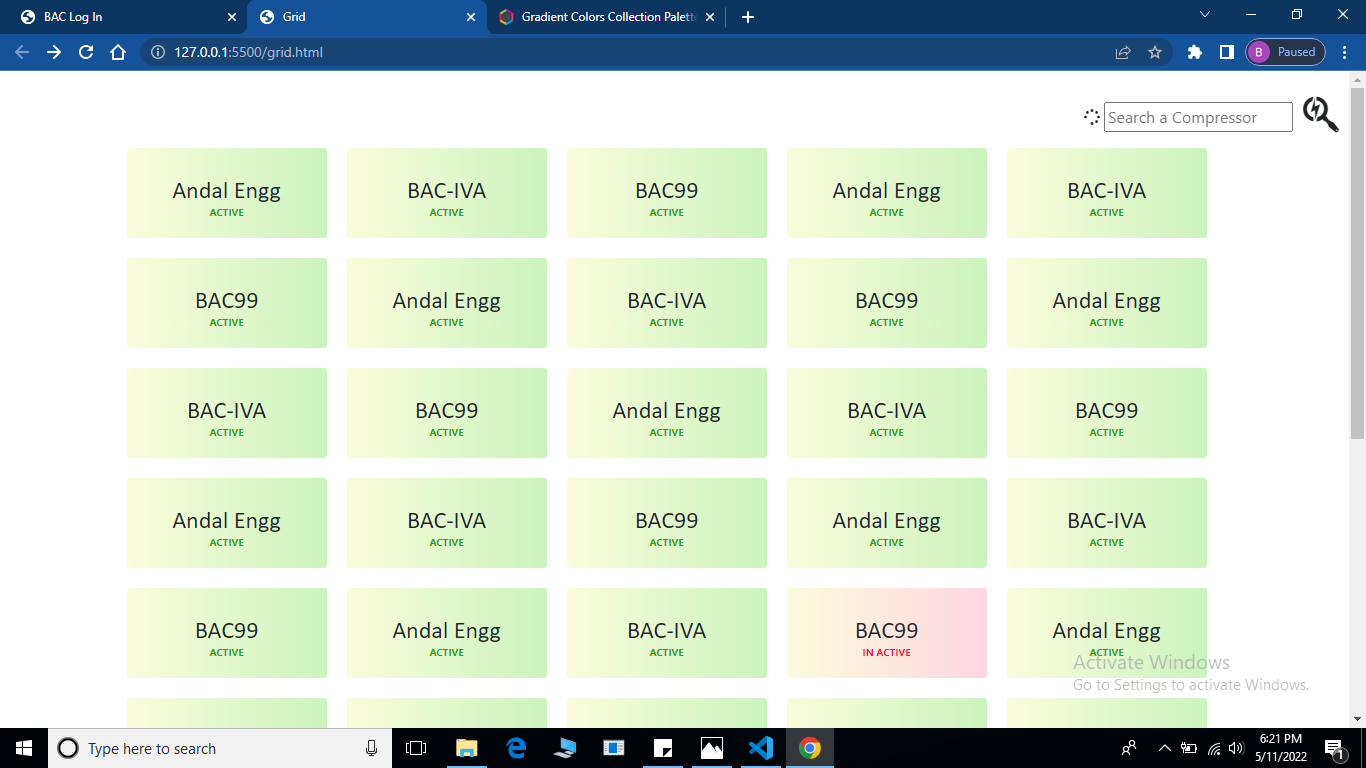 BAC Log In
Grid
Gradient Colors Collection Palett
127.0.0.1:5500/grid.html
B Paused
Search a Compressor
Andal Engg BAC-IVA BAC99 Andal Engg BAC-IVA
ACTIVE ACTIVE ACTIVE ACTIVE ACTIVE
BAC99 Andal Engg BAC-IVA BAC99 Andal Engg
ACTIVE ACTIVE ACTIVE ACTIVE ACTIVE
BAC-IVA BAC99 Andal Engg BAC-IVA BAC99
ACTIVE ACTIVE ACTIVE ACTIVE ACTIVE
Andal Engg BAC-IVA BAC99 Andal Engg BAC-IVA
ACTIVE ACTIVE ACTIVE ACTIVE ACTIVE
BAC99 Andal Engg BAC-IVA BAC99 Andal Engg
ACTIVE ACTIVE ACTIVE IN ACTIVE ACTIVE
Activate Windows
Go to Settings to activate Windows.
Type here to search
6:21 PM
5/11/2022
1